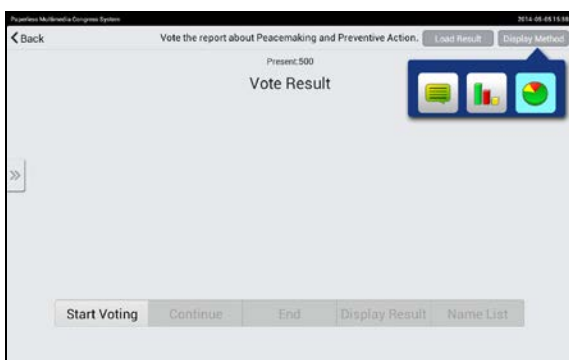 Paperless Multimedia Congress System 2014-05-05 15:58
Back Vote the report about Peacemaking and Preventive Action. Load Result Display Method
Present:500
Vote Result
Start Voting Continue End Display Result Name List